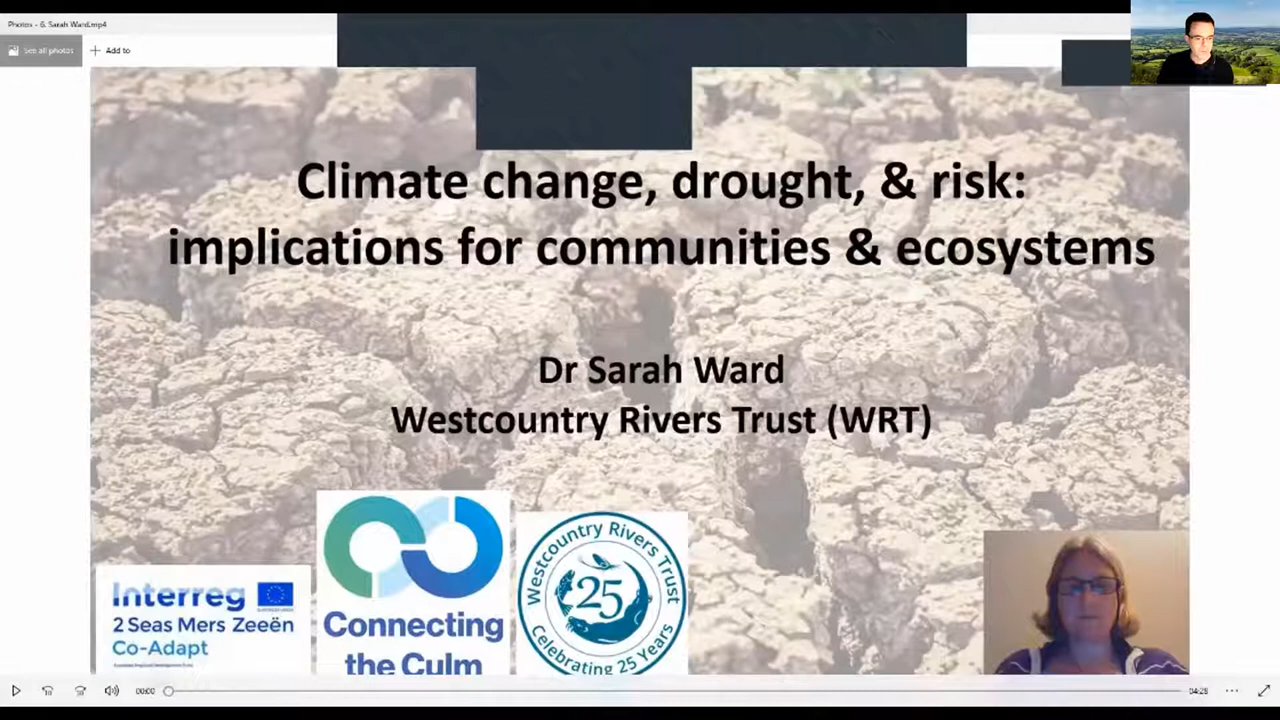 Photos - 6. Sarah Ward.mp4
See all photos
Add to
Climate change, drought, & risk:
implications for communities & ecosystems
Dr Sarah Ward
Westcountry Rivers Trust (WRT)
Interreg
2 Seas Mers Zeeën
Co-Adapt
Connecting
the Culm
Westcountry Rivers Trust
25
Celebrating 25 Years
00:00
04:28